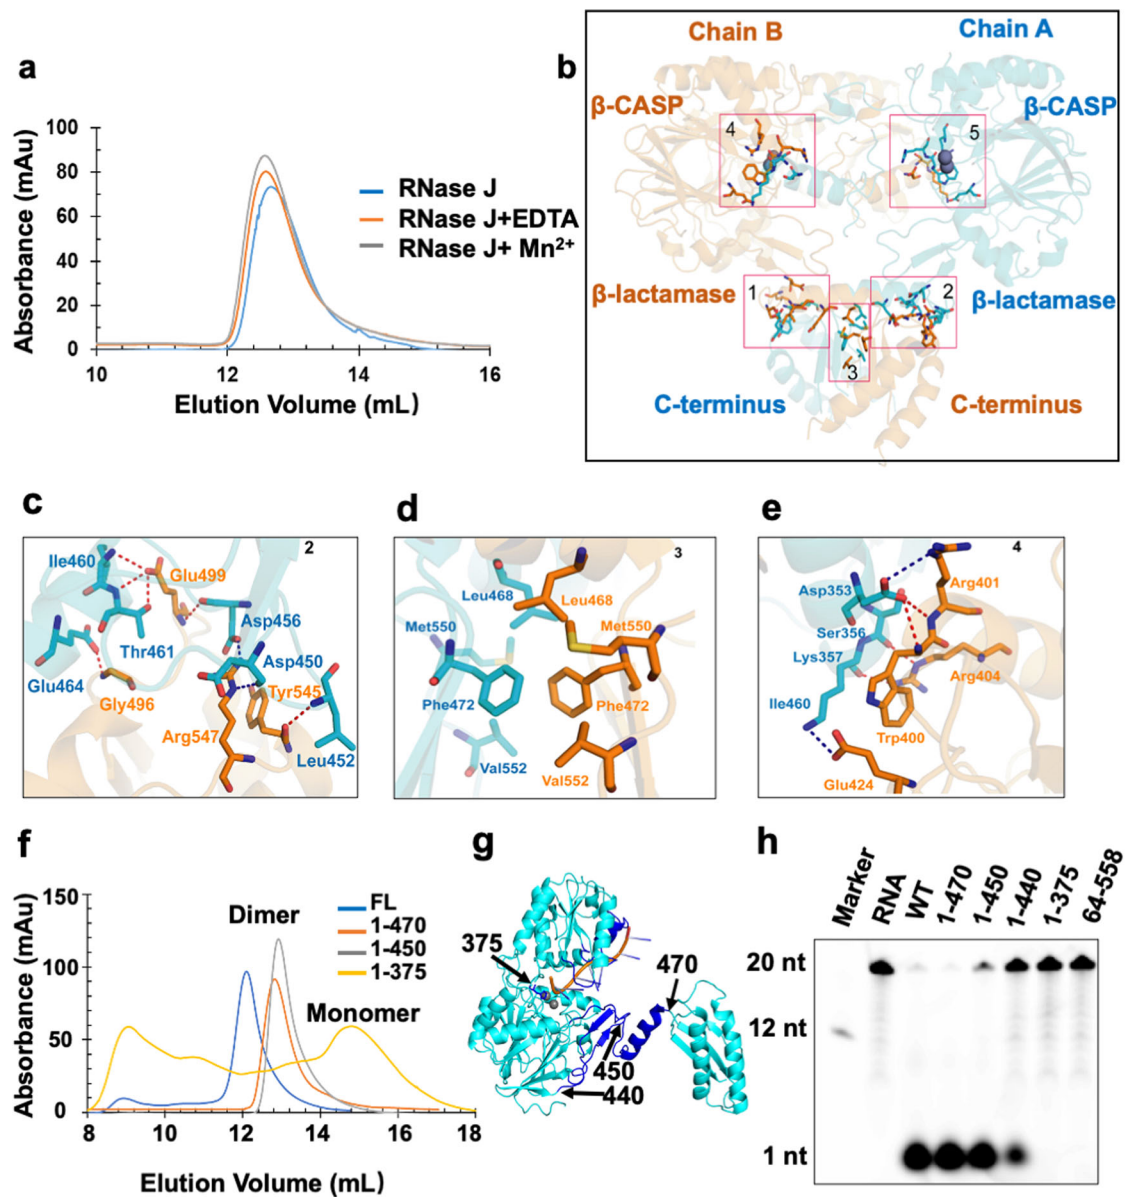 a
100
80
60
40
20
0
10
12
14
16
Absorbance (mAu)
Elution Volume (mL)
RNase J
RNase J+EDTA
RNase J+ Mn²⁺
b
Chain B
Chain A
β-CASP
β-CASP
4
5
β-lactamase
1
2
β-lactamase
3
C-terminus
C-terminus
c
2
Ile460
Glu499
Asp456
Thr461
Asp450
Glu464
Tyr545
Gly496
Arg547
Leu452
d
3
Leu468
Leu468
Met550
Met550
Phe472
Phe472
Val552
Val552
e
4
Asp353
Arg401
Ser356
Lys357
Arg404
Ile460
Trp400
Glu424
f
150
100
50
0
8
10
12
14
16
18
Absorbance (mAU)
Elution Volume (mL)
Dimer
Monomer
FL
1-470
1-450
1-375
g
375
470
450
440
h
Marker
RNA
WT
1-470
1-450
1-440
1-375
64-558
20 nt
12 nt
1 nt